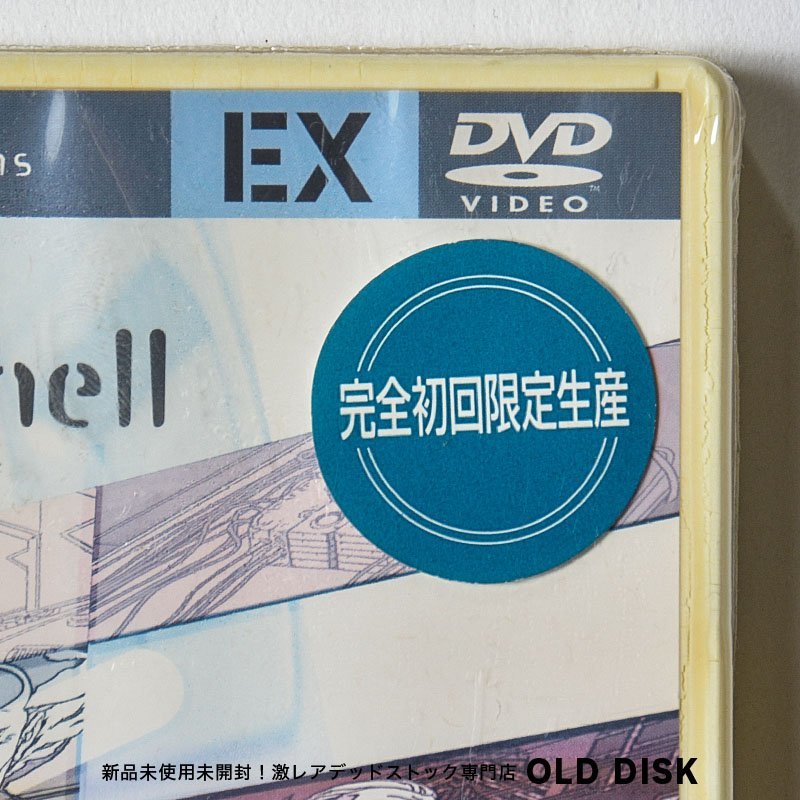 ns
EX
DVD
VIDEO
TM
nell
完全初回限定生産
新品未使用未開封！激レアデッドストック専門店 OLD DISK